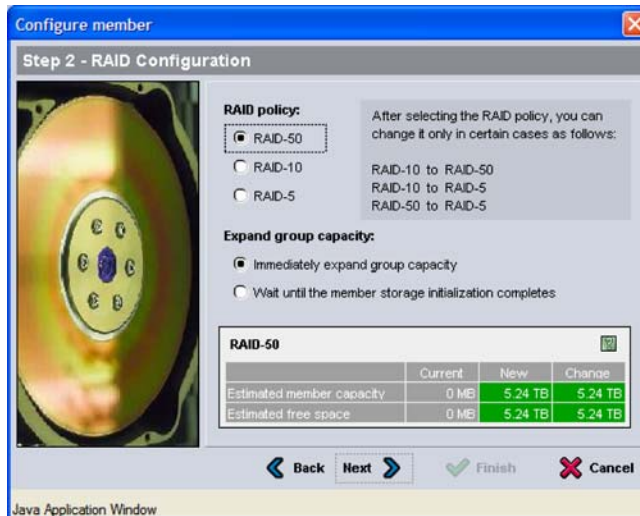 Configure member
Step 2 - RAID Configuration
RAID policy:
RAID-50
RAID-10
RAID-5
After selecting the RAID policy, you can
change it only in certain cases as follows:
RAID-10 to RAID-50
RAID-10 to RAID-5
RAID-50 to RAID-5
Expand group capacity:
Immediately expand group capacity
Wait until the member storage initialization completes
RAID-50
Current New Change
Estimated member capacity 0 MB 5.24 TB 5.24 TB
Estimated free space 0 MB 5.24 TB 5.24 TB
Back Next Finish Cancel
Java Application Window